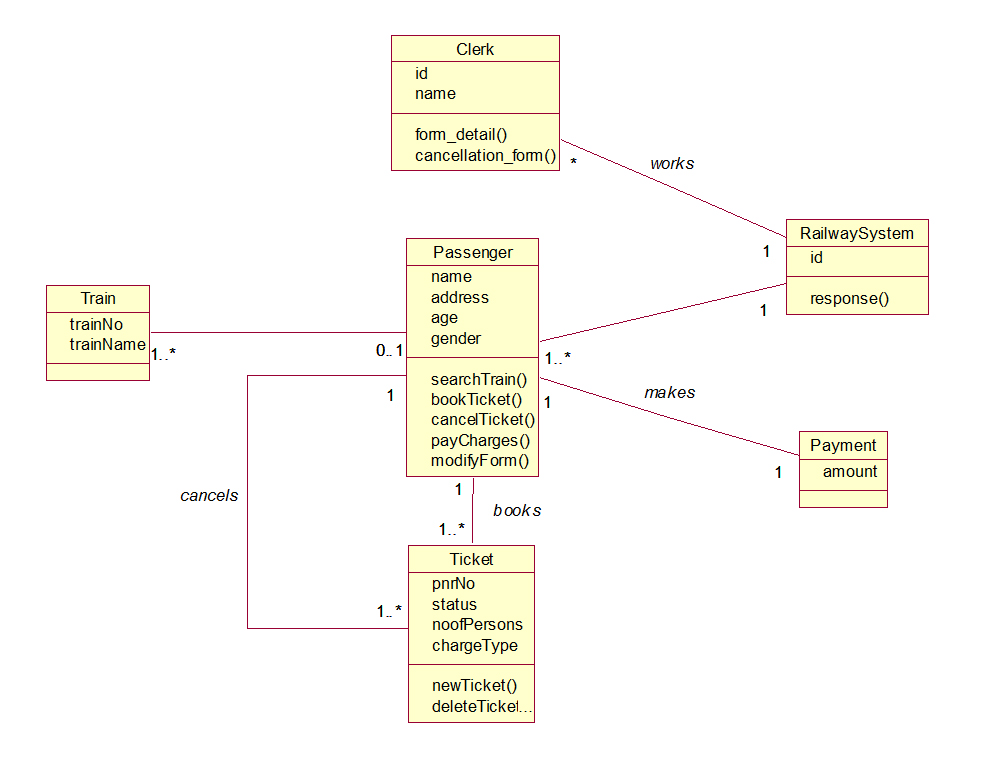 Clerk
id
name
form_detail()
cancellation_form()
*
works
1
RailwaySystem
id
response()
1
Passenger
name
address
age
gender
searchTrain()
bookTicket()
cancelTicket()
payCharges()
modifyForm()
Train
trainNo
trainName
1..*
0..1
1..*
1
1
makes
1
Payment
amount
cancels
1
books
1..*
1..*
Ticket
pnrNo
status
noofPersons
chargeType
newTicket()
deleteTicket...